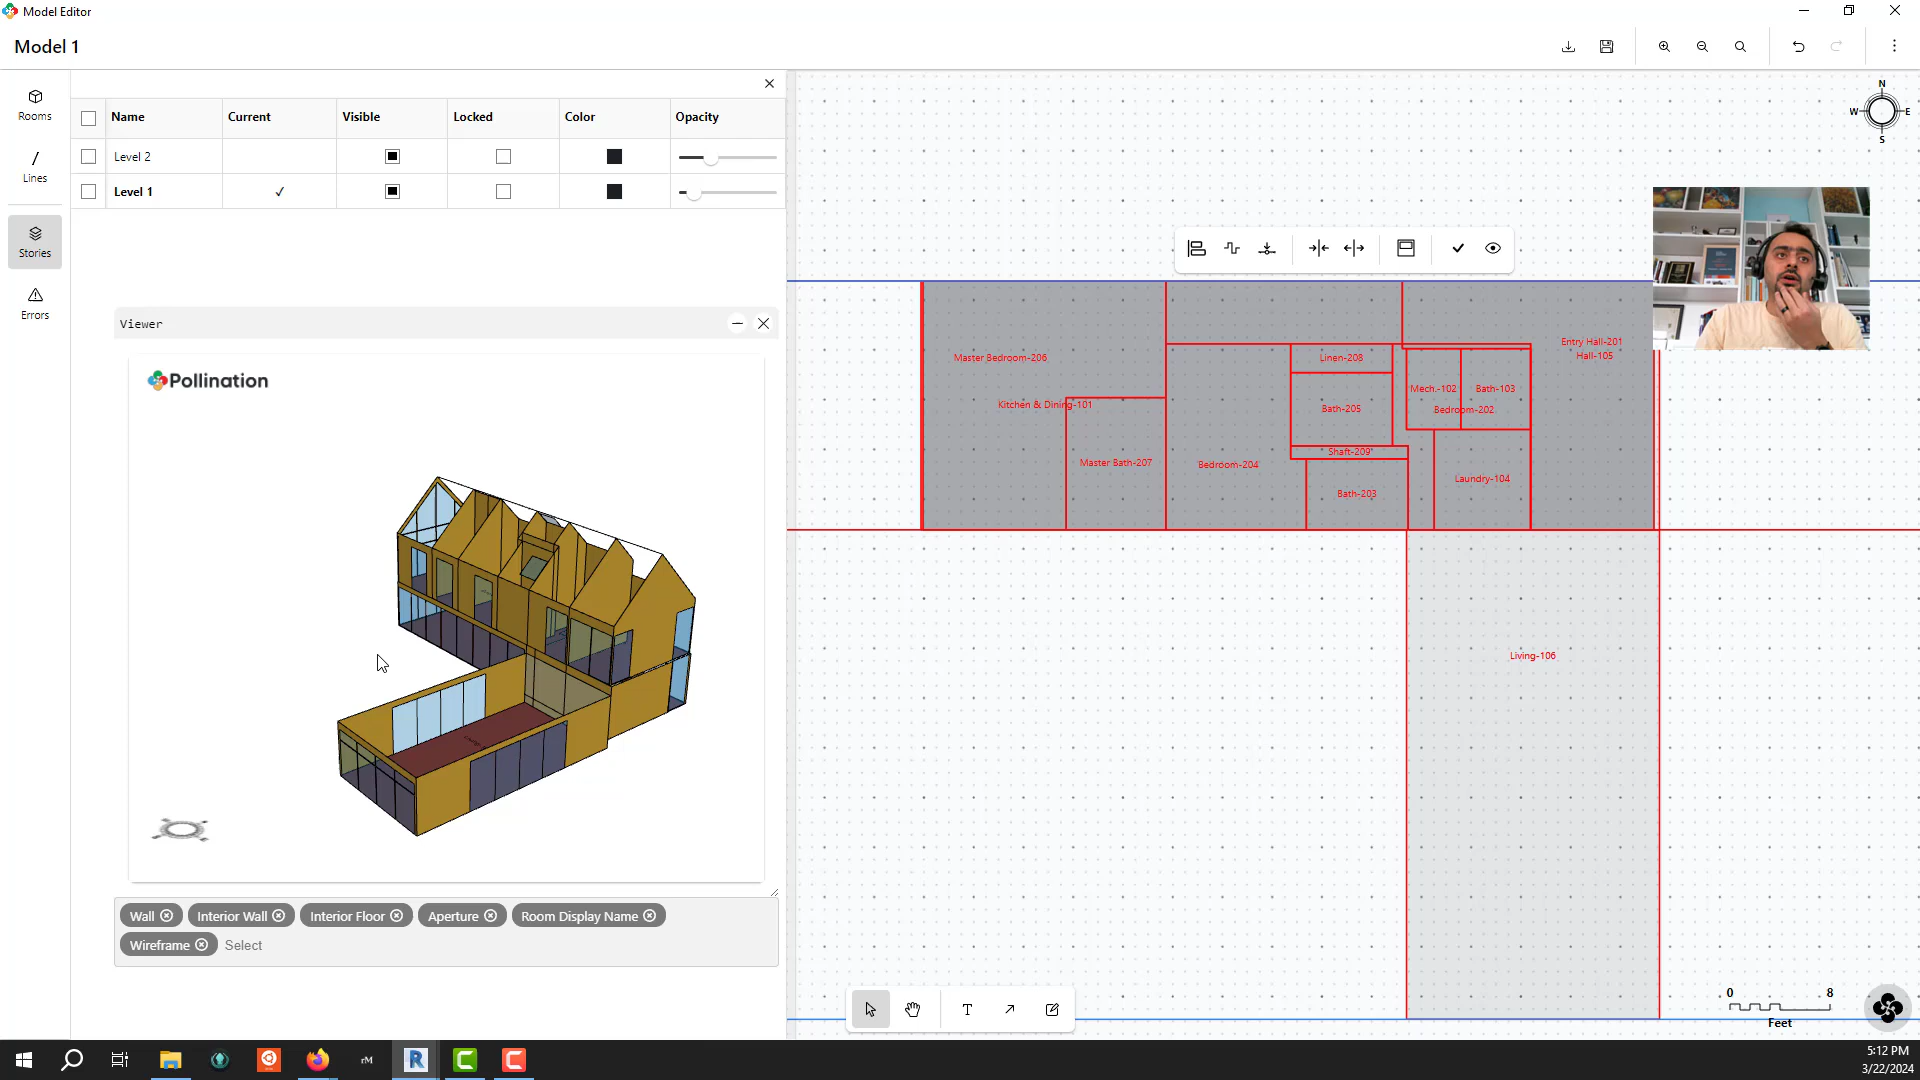 Model Editor
Model 1
Rooms
Lines
Stories
Errors
Name Current Visible Locked Color Opacity
Level 2
Level 1
Viewer
Pollination
Wall Interior Wall Interior Floor Aperture Room Display Name
Wireframe Select
N
W E
S
Master Bedroom-206
Kitchen & Dining-101
Master Bath-207
Bedroom-204
Linen-208
Bath-205
Shaft-209
Bath-203
Mech.-102
Bath-103
Bedroom-202
Laundry-104
Entry Hall-201
Hall-105
Living-106
T
0 8
Feet
rM
R
C
C
5:12 PM
3/22/2024